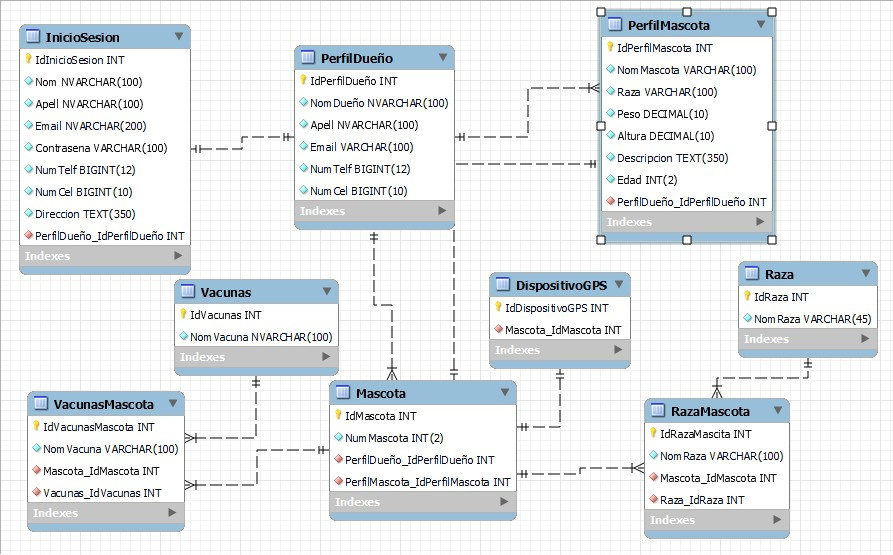 InicioSesion
IdInicioSesion INT
Nom NVARCHAR(100)
Apell NVARCHAR(100)
Email NVARCHAR(200)
Contrasena VARCHAR(100)
NumTelf BIGINT(12)
NumCel BIGINT(10)
Direccion TEXT(350)
PerfilDueño_IdPerfilDueño INT
Indexes
PerfilDueño
IdPerfilDueño INT
NomDueño NVARCHAR(100)
Apell NVARCHAR(100)
Email VARCHAR(100)
NumTelf BIGINT(12)
NumCel BIGINT(10)
Indexes
PerfilMascota
IdPerfilMascota INT
NomMascota VARCHAR(100)
Raza VARCHAR(100)
Peso DECIMAL(10)
Altura DECIMAL(10)
Descripcion TEXT(350)
Edad INT(2)
PerfilDueño_IdPerfilDueño INT
Indexes
Vacunas
IdVacunas INT
NomVacuna NVARCHAR(100)
Indexes
DispositivoGPS
IdDispositivoGPS INT
Mascota_IdMascota INT
Indexes
Raza
IdRaza INT
NomRaza VARCHAR(45)
Indexes
VacunasMascota
IdVacunasMascota INT
NomVacuna VARCHAR(100)
Mascota_IdMascota INT
Vacunas_IdVacunas INT
Indexes
Mascota
IdMascota INT
NumMascota INT(2)
PerfilDueño_IdPerfilDueño INT
PerfilMascota_IdPerfilMascota INT
Indexes
RazaMascota
IdRazaMascita INT
NomRaza VARCHAR(100)
Mascota_IdMascota INT
Raza_IdRaza INT
Indexes